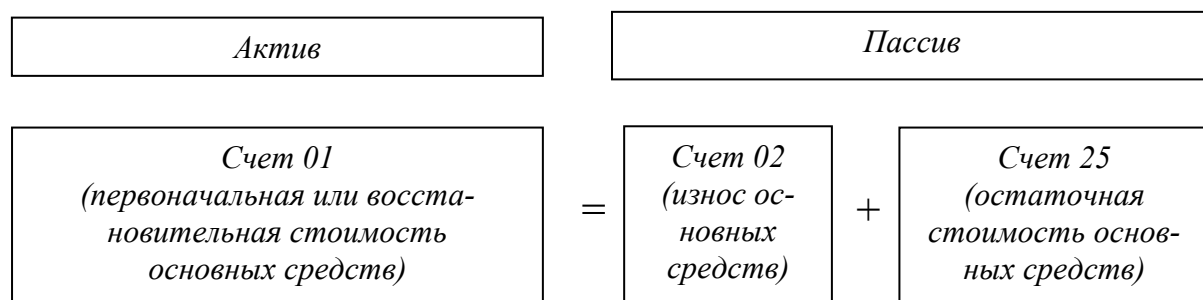 Актив
Пассив
Счет 01
(первоначальная или восста-
новительная стоимость
основных средств)
=
Счет 02
(износ ос-
новных
средств)
+
Счет 25
(остаточная
стоимость основ-
ных средств)